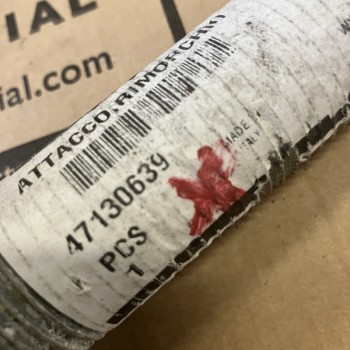 IAL
ial.com
ATTACCO RIMORCHIO
47130639
PCS
1
MADE
ITALY